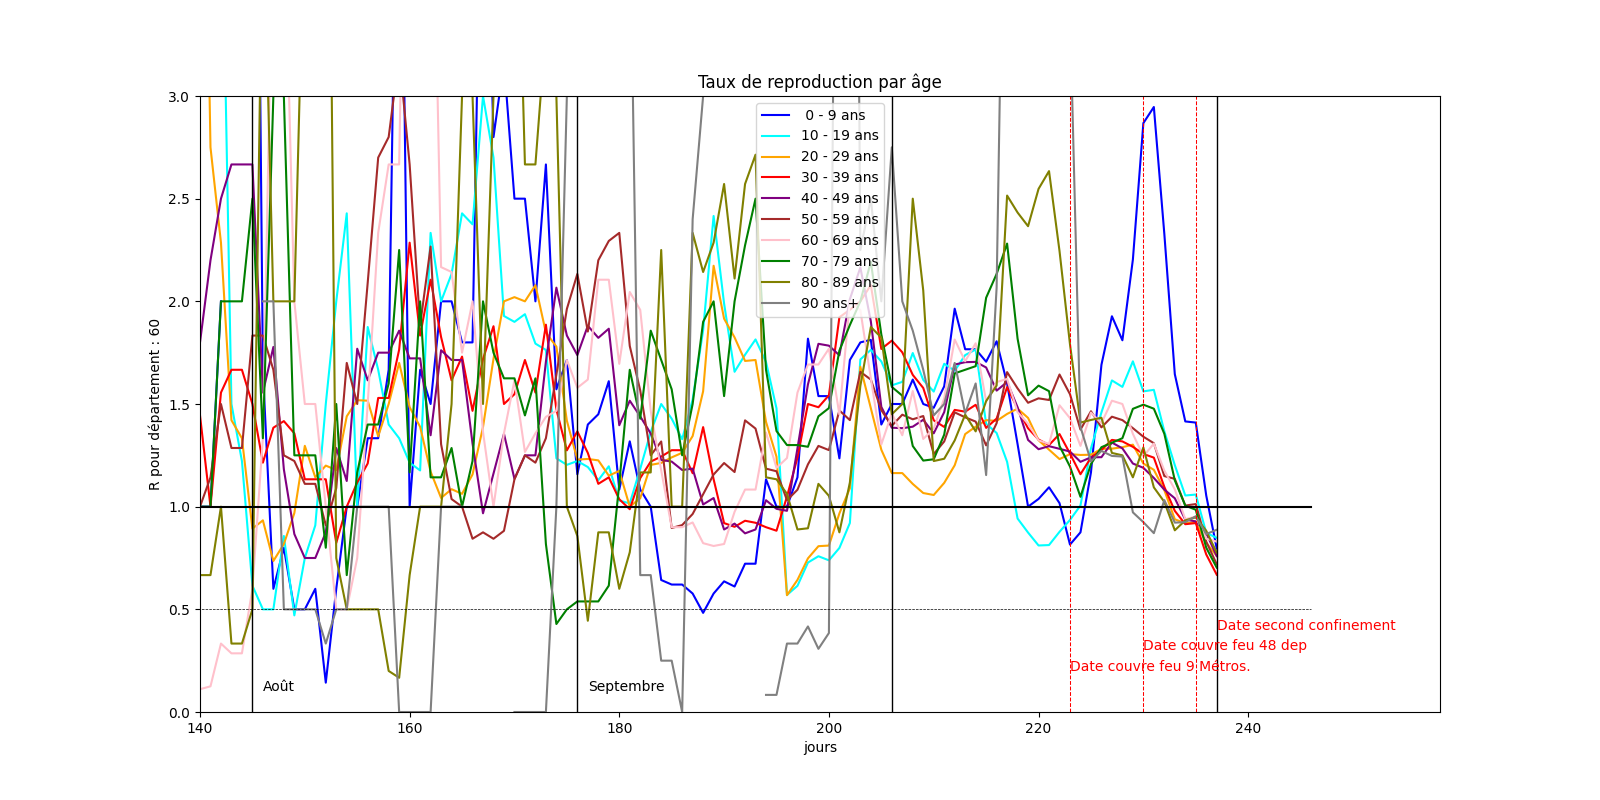 Taux de reproduction par âge
R pour département : 60
3.0
2.5
2.0
1.5
1.0
0.5
0.0
0 - 9 ans
10 - 19 ans
20 - 29 ans
30 - 39 ans
40 - 49 ans
50 - 59 ans
60 - 69 ans
70 - 79 ans
80 - 89 ans
90 ans+
Date second confinement
Date couvre feu 48 dep
Date couvre feu 9 Métros.
Août
Septembre
140
160
180
200
220
240
jours